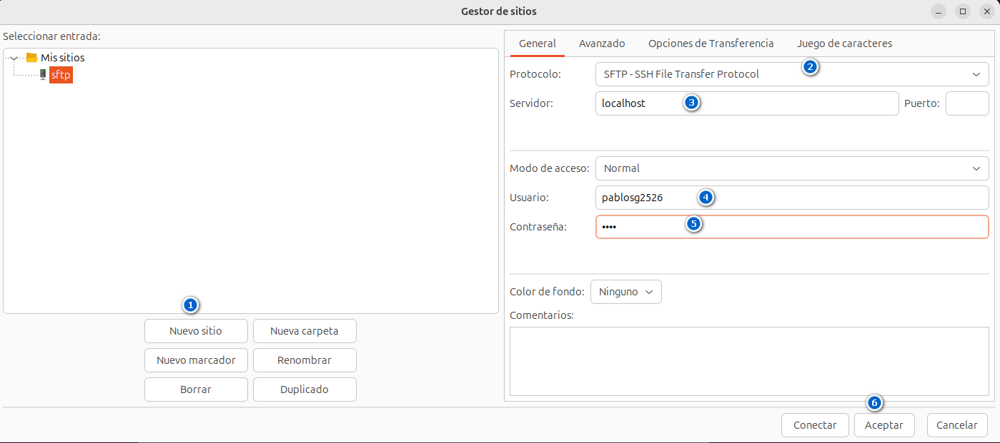 Gestor de sitios
Seleccionar entrada:
Mis sitios
sftp
1
Nuevo sitio Nueva carpeta
Nuevo marcador Renombrar
Borrar Duplicado
General Avanzado Opciones de Transferencia Juego de caracteres
2
Protocolo: SFTP - SSH File Transfer Protocol
Servidor: localhost 3 Puerto:
Modo de acceso: Normal
Usuario: pablosg2526 4
Contraseña: •••• 5
Color de fondo: Ninguno
Comentarios:
6
Conectar Aceptar Cancelar